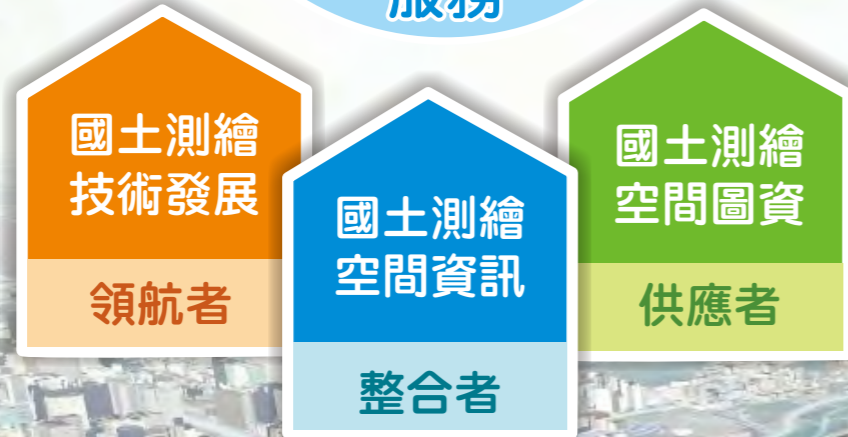 服務
國土測繪
技術發展
領航者
國土測繪
空間資訊
整合者
國土測繪
空間圖資
供應者